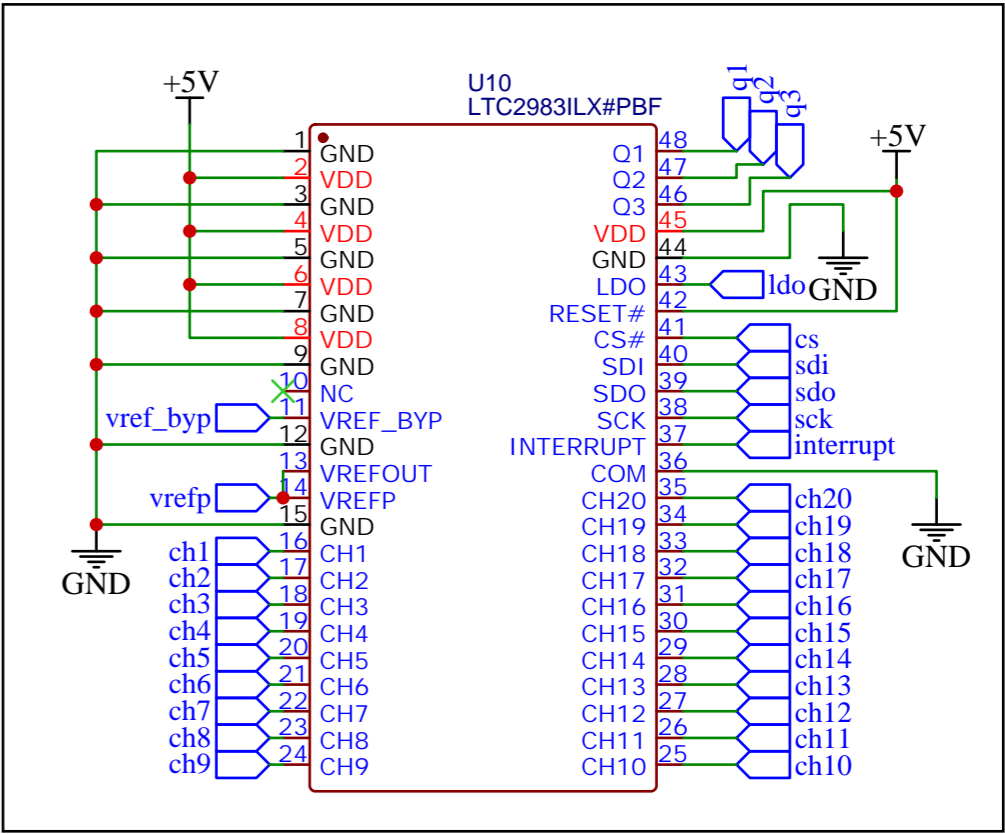 U10
LTC2983ILX#PBF
+5V
+5V
q1
q2
q3
1 GND
2 VDD
3 GND
4 VDD
5 GND
6 VDD
7 GND
8 VDD
9 GND
10 NC
vref_byp 11 VREF_BYP
12 GND
13 VREFOUT
vrefp 14 VREFP
15 GND
GND
ch1 16 CH1
ch2 17 CH2
ch3 18 CH3
ch4 19 CH4
ch5 20 CH5
ch6 21 CH6
ch7 22 CH7
ch8 23 CH8
ch9 24 CH9
Q1 48
Q2 47
Q3 46
VDD 45
GND 44
LDO 43 ldo
GND
RESET# 42
CS# 41 cs
SDI 40 sdi
SDO 39 sdo
SCK 38 sck
INTERRUPT 37 interrupt
COM 36
GND
CH20 35 ch20
CH19 34 ch19
CH18 33 ch18
CH17 32 ch17
CH16 31 ch16
CH15 30 ch15
CH14 29 ch14
CH13 28 ch13
CH12 27 ch12
CH11 26 ch11
CH10 25 ch10